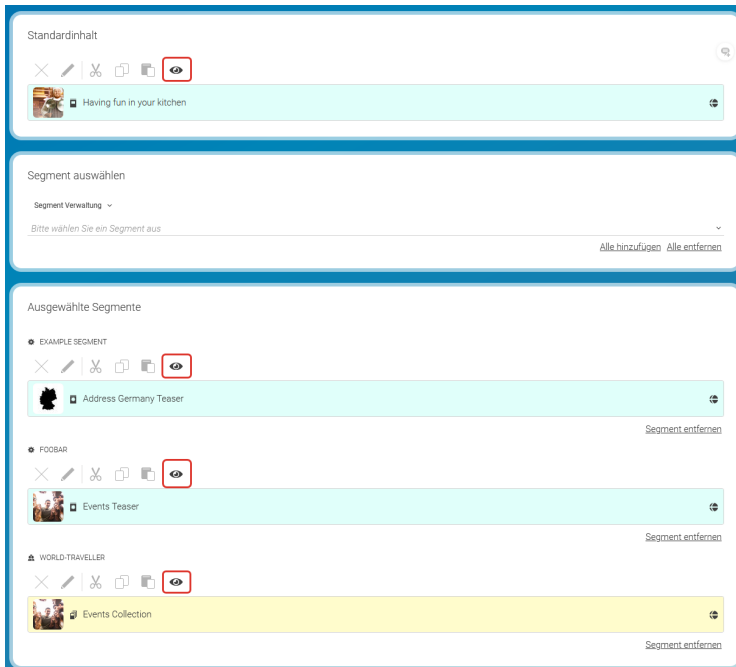 Standardinhalt
Having fun in your kitchen
Segment auswählen
Segment Verwaltung
Bitte wählen Sie ein Segment aus
Alle hinzufügen Alle entfernen
Ausgewählte Segmente
EXAMPLE SEGMENT
Address Germany Teaser
Segment entfernen
FOOBAR
Events Teaser
Segment entfernen
WORLD-TRAVELLER
Events Collection
Segment entfernen